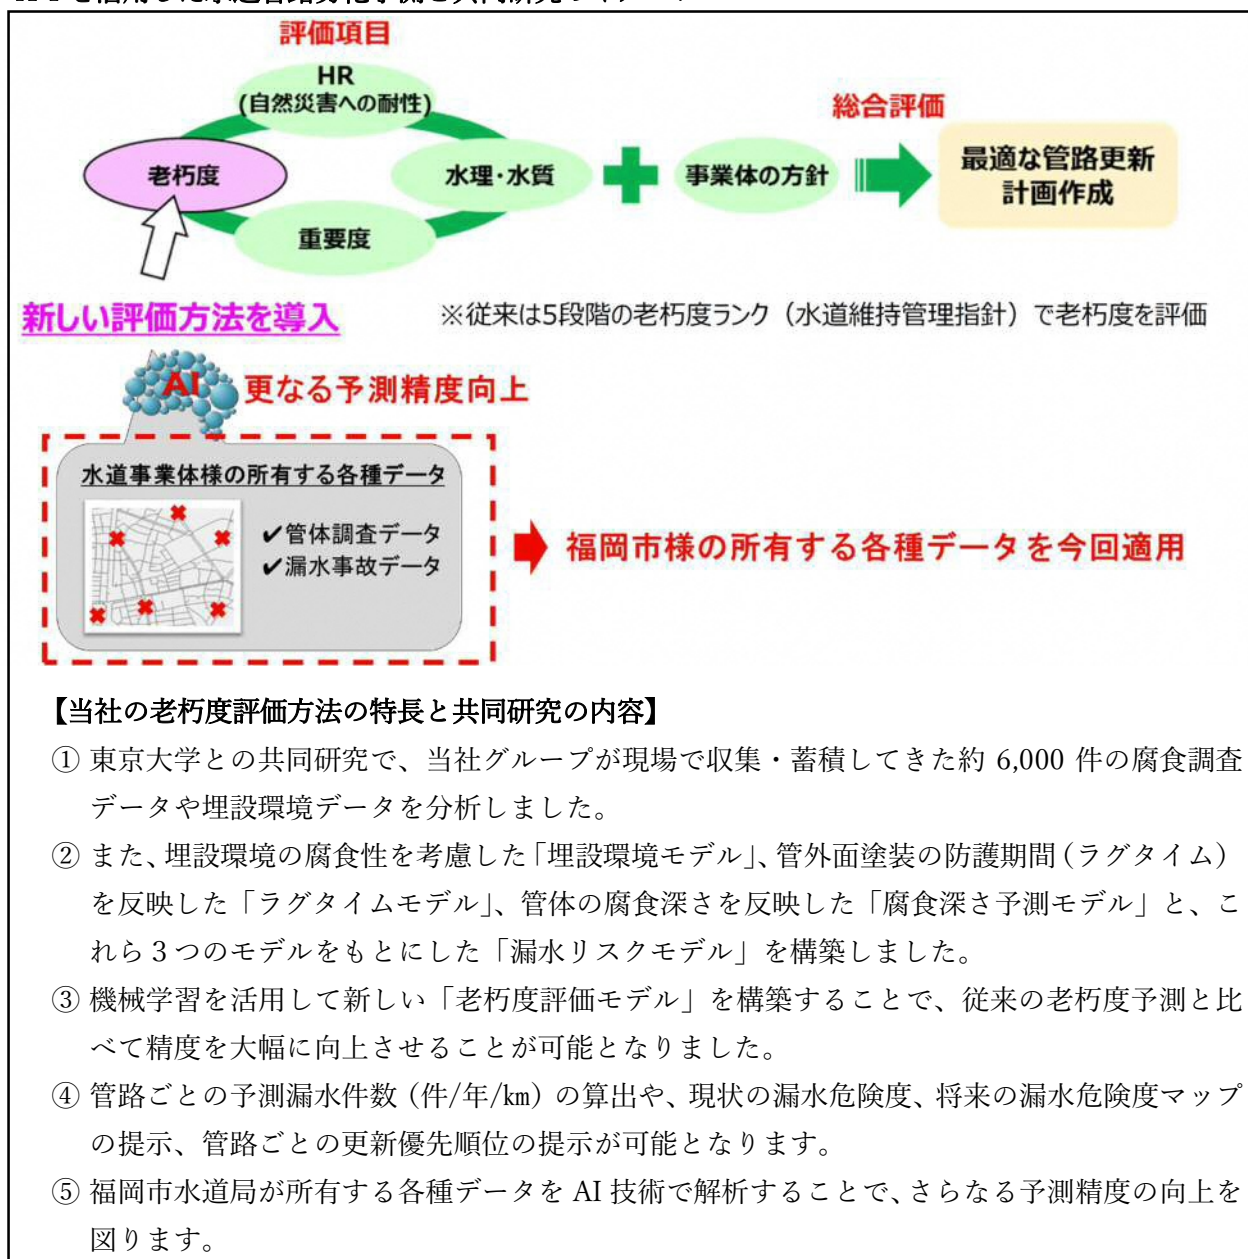 評価項目
HR
(自然災害への耐性)
総合評価
老朽度
水理・水質
事業体の方針
最適な管路更新
計画作成
重要度
新しい評価方法を導入
※従来は5段階の老朽度ランク（水道維持管理指針）で老朽度を評価
AI
更なる予測精度向上
水道事業体様の所有する各種データ
✔管体調査データ
✔漏水事故データ
福岡市様の所有する各種データを今回適用
【当社の老朽度評価方法の特長と共同研究の内容】
① 東京大学との共同研究で、当社グループが現場で収集・蓄積してきた約 6,000 件の腐食調査
データや埋設環境データを分析しました。
② また、埋設環境の腐食性を考慮した「埋設環境モデル」、管外面塗装の防護期間（ラグタイム）
を反映した「ラグタイムモデル」、管体の腐食深さを反映した「腐食深さ予測モデル」と、こ
れら３つのモデルをもとにした「漏水リスクモデル」を構築しました。
③ 機械学習を活用して新しい「老朽度評価モデル」を構築することで、従来の老朽度予測と比
べて精度を大幅に向上させることが可能となりました。
④ 管路ごとの予測漏水件数（件/年/㎞）の算出や、現状の漏水危険度、将来の漏水危険度マップ
の提示、管路ごとの更新優先順位の提示が可能となります。
⑤ 福岡市水道局が所有する各種データを AI 技術で解析することで、さらなる予測精度の向上を
図ります。